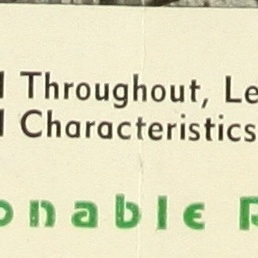 Throughout, Le
Characteristics
onable R